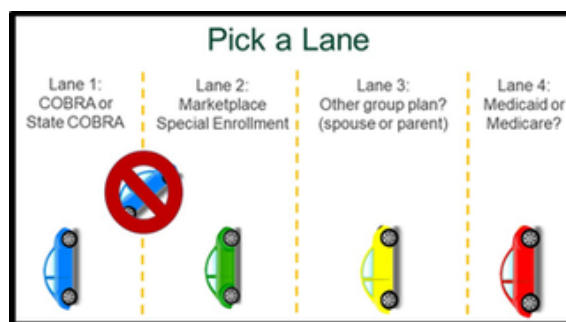 Pick a Lane
Lane 1:
COBRA or
State COBRA
Lane 2:
Marketplace
Special Enrollment
Lane 3:
Other group plan?
(spouse or parent)
Lane 4:
Medicaid or
Medicare?